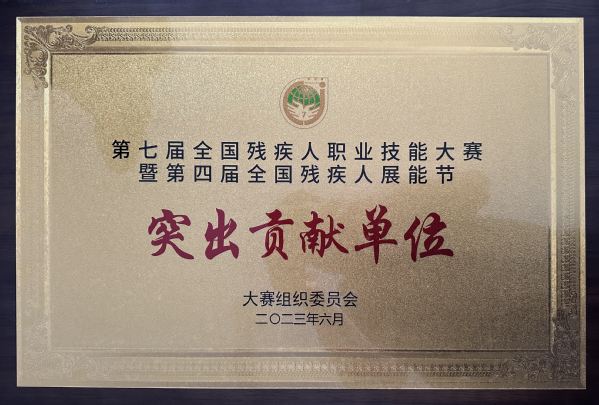 第七届全国残疾人职业技能大赛
暨第四届全国残疾人展能节
突出贡献单位
大赛组织委员会
二〇二三年六月